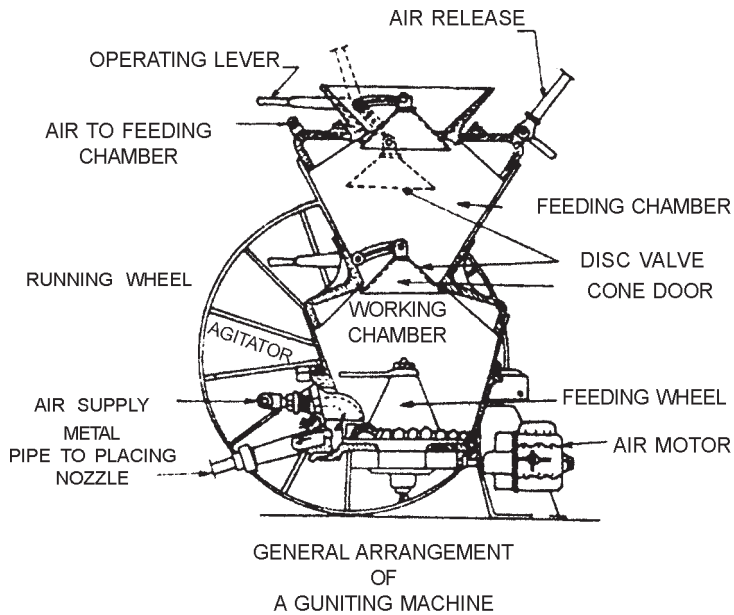 AIR RELEASE
OPERATING LEVER
AIR TO FEEDING
CHAMBER
FEEDING CHAMBER
DISC VALVE
CONE DOOR
RUNNING WHEEL
WORKING
CHAMBER
AGITATOR
FEEDING WHEEL
AIR SUPPLY
METAL
PIPE TO PLACING
NOZZLE
AIR MOTOR
GENERAL ARRANGEMENT
OF
A GUNITING MACHINE